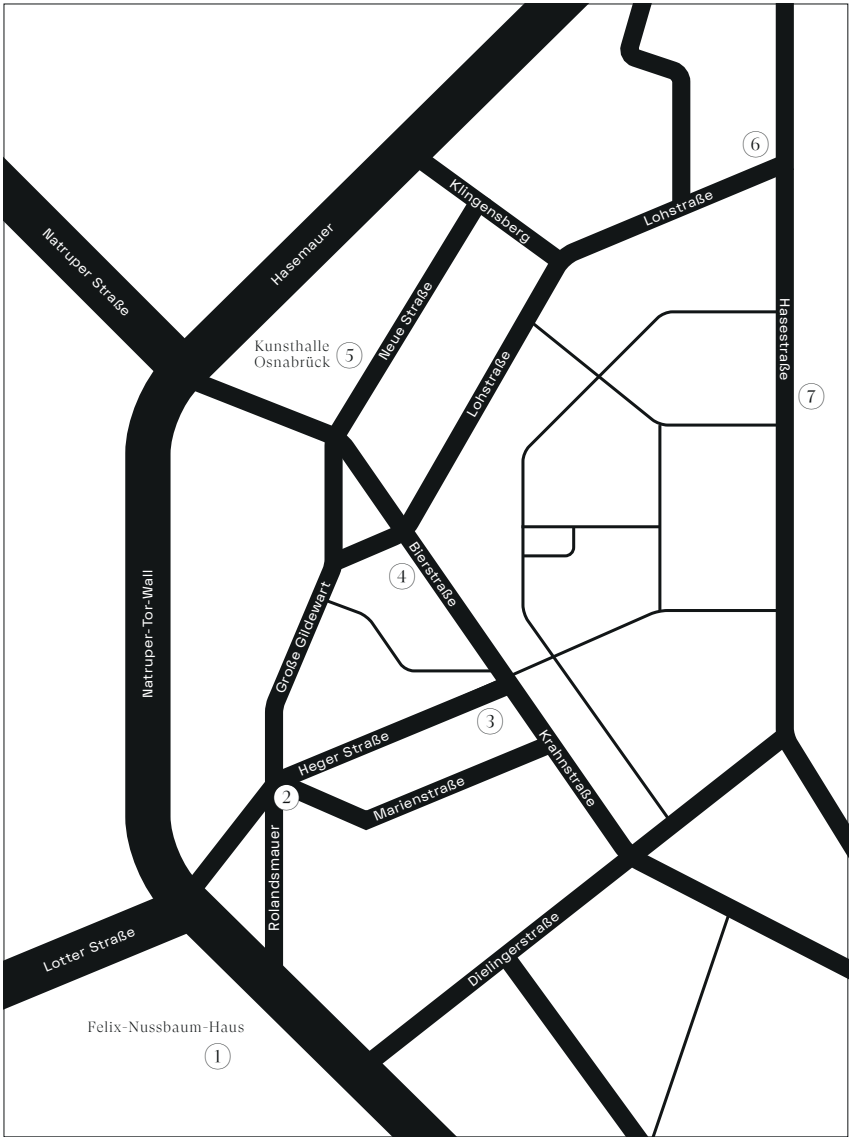 6
Klingensberg
Lohstraße
Natruper Straße
Hasemauer
Neue Straße
Hasestraße
Kunsthalle
Osnabrück
5
Lohstraße
7
4
Bierstraße
Natruper-Tor-Wall
Große Gildewart
3
Heger Straße
Krahnstraße
2
Marienstraße
Rolandsmauer
Lotter Straße
Dielingerstraße
Felix-Nussbaum-Haus
1